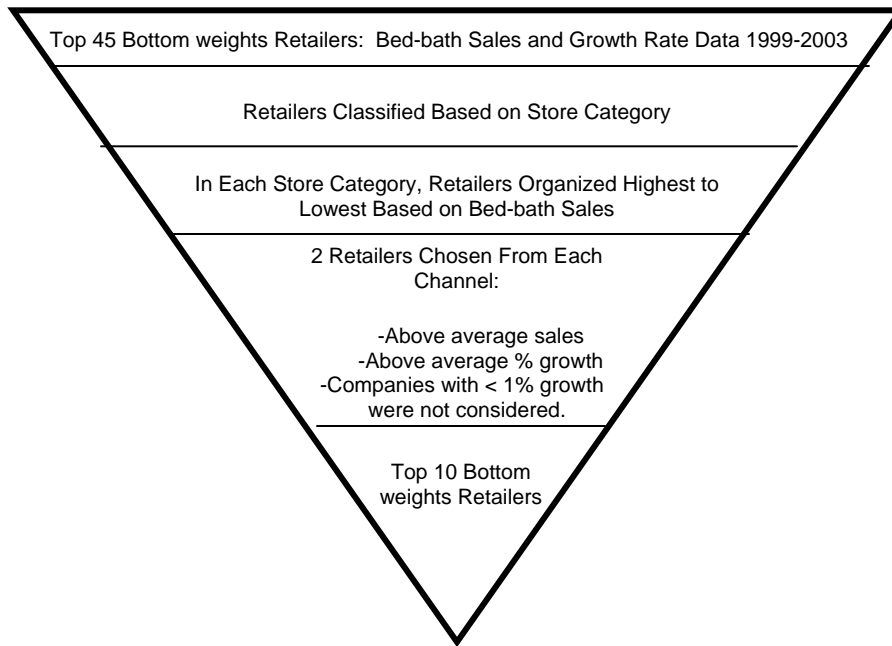 Top 45 Bottom weights Retailers: Bed-bath Sales and Growth Rate Data 1999-2003
Retailers Classified Based on Store Category
In Each Store Category, Retailers Organized Highest to
Lowest Based on Bed-bath Sales
2 Retailers Chosen From Each
Channel:
-Above average sales
-Above average % growth
-Companies with < 1% growth
were not considered.
Top 10 Bottom
weights Retailers